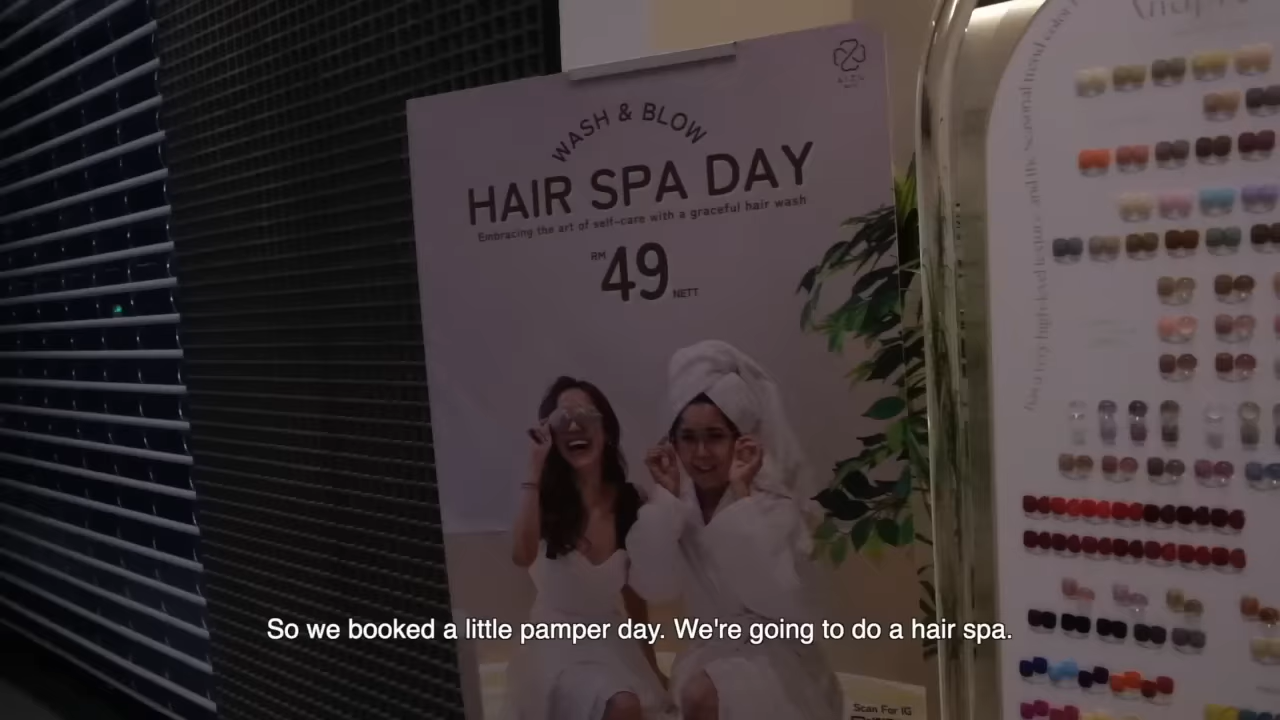 WASH & BLOW
HAIR SPA DAY
Embracing the art of self-care with a graceful hair wash
RM 49 NETT
So we booked a little pamper day. We're going to do a hair spa.
Scan For IG